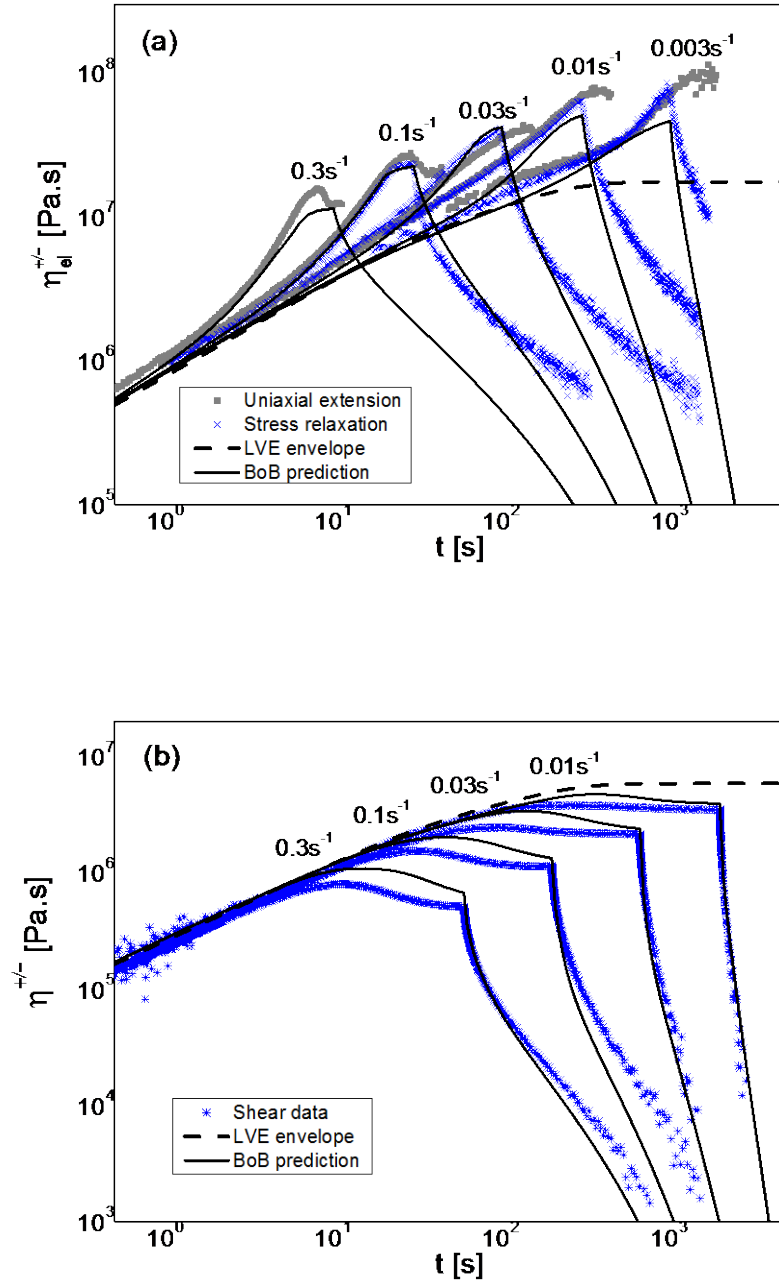 (a)
0.003s⁻¹
0.01s⁻¹
0.03s⁻¹
0.1s⁻¹
0.3s⁻¹
10⁸
10⁷
10⁶
10⁵
ηel⁺/⁻ [Pa.s]
Uniaxial extension
Stress relaxation
LVE envelope
BoB prediction
10⁰ 10¹ 10² 10³
t [s]
(b)
0.01s⁻¹
0.03s⁻¹
0.1s⁻¹
0.3s⁻¹
10⁷
10⁶
10⁵
10⁴
10³
η⁺/⁻ [Pa.s]
Shear data
LVE envelope
BoB prediction
10⁰ 10¹ 10² 10³
t [s]